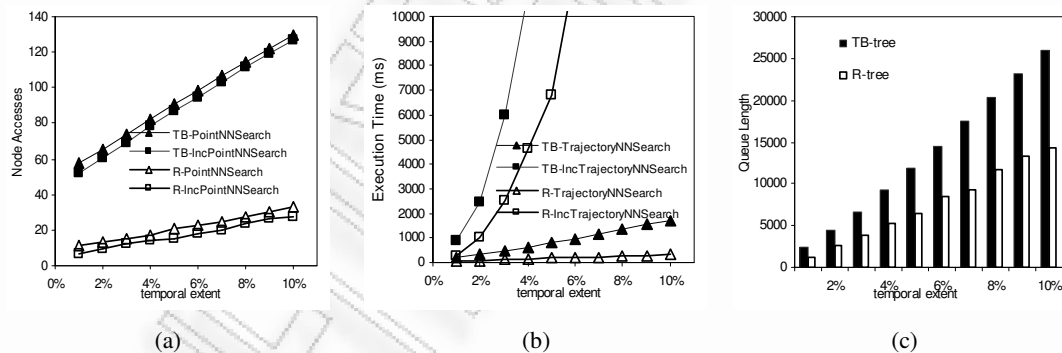 140
120
100
80
60
40
20
0
Node Accesses
TB-PointNNSearch
TB-IncPointNNSearch
R-PointNNSearch
R-IncPointNNSearch
0% 2% 4% 6% 8% 10%
temporal extent
(a)
10000
9000
8000
7000
6000
5000
4000
3000
2000
1000
0
Execution Time (ms)
TB-TrajectoryNNSearch
TB-IncTrajectoryNNSearch
R-TrajectoryNNSearch
R-IncTrajectoryNNSearch
0% 2% 4% 6% 8% 10%
temporal extent
(b)
30000
25000
20000
15000
10000
5000
0
Queue Length
TB-tree
R-tree
2% 4% 6% 8% 10%
temporal extent
(c)